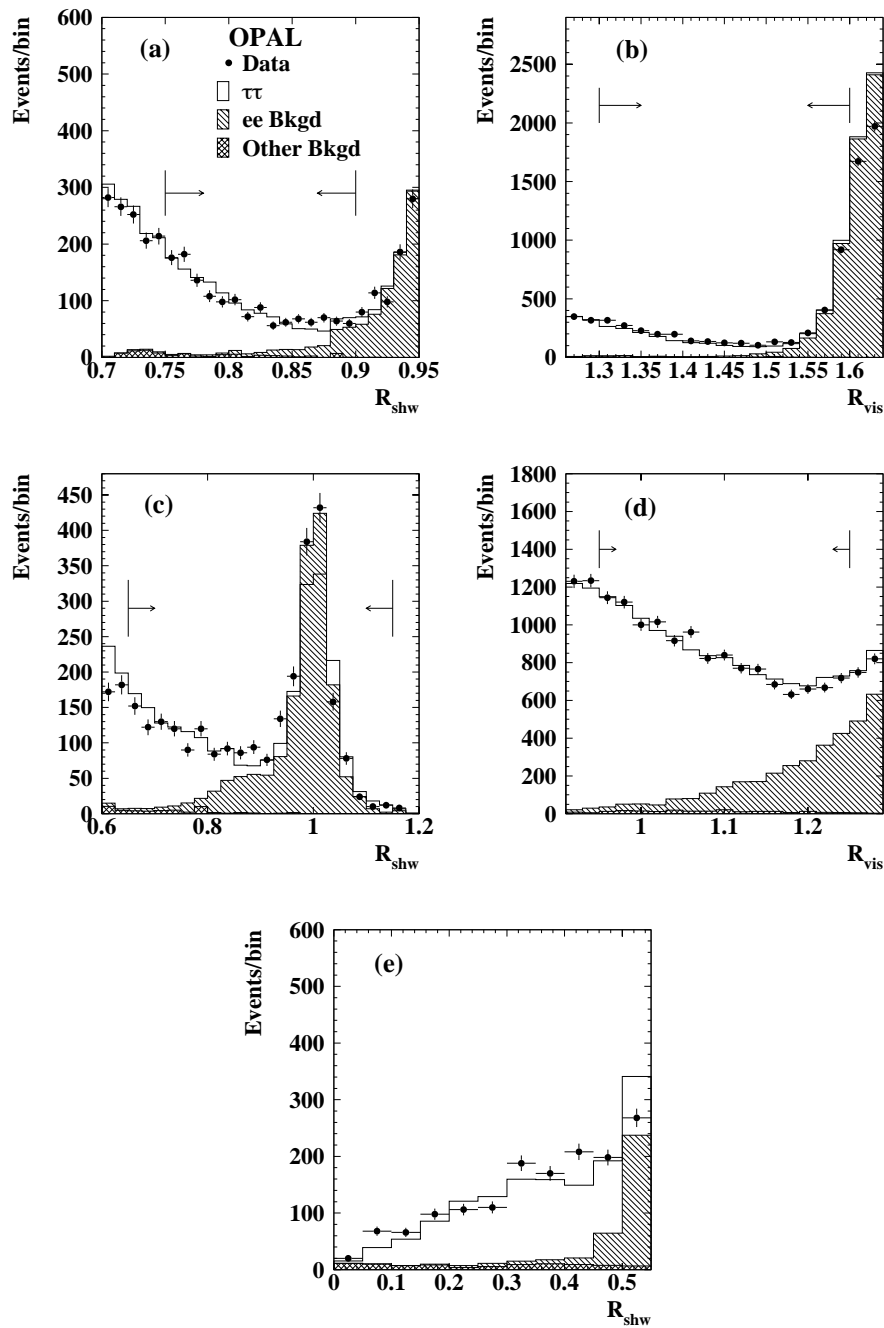 Events/bin
600
500
400
300
200
100
0
(a)
OPAL
Data
ττ
ee Bkgd
Other Bkgd
0.7 0.75 0.8 0.85 0.9 0.95
R_shw
Events/bin
2500
2000
1500
1000
500
0
(b)
1.3 1.35 1.4 1.45 1.5 1.55 1.6
R_vis
Events/bin
450
400
350
300
250
200
150
100
50
0
(c)
0.6 0.8 1 1.2
R_shw
Events/bin
1800
1600
1400
1200
1000
800
600
400
200
0
(d)
1 1.1 1.2
R_vis
Events/bin
600
500
400
300
200
100
0
(e)
0 0.1 0.2 0.3 0.4 0.5
R_shw